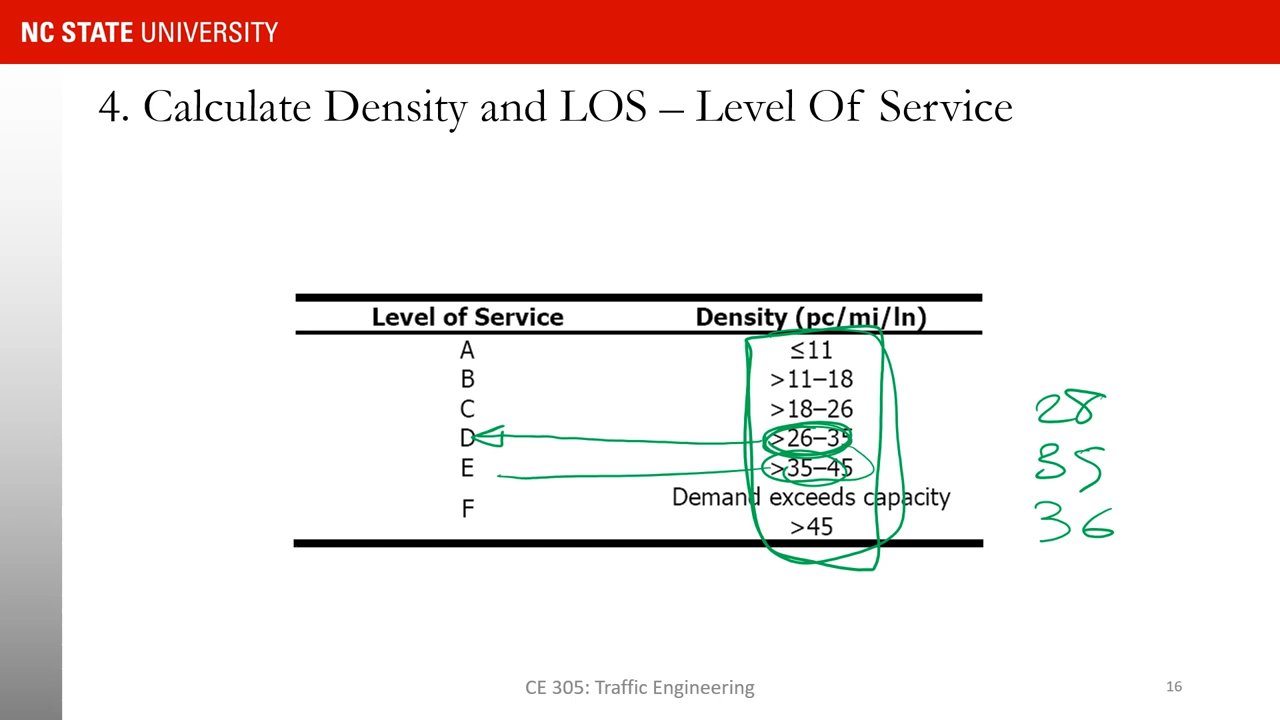 NC STATE UNIVERSITY
4. Calculate Density and LOS – Level Of Service
Level of Service Density (pc/mi/ln)
A ≤11
B >11–18
C >18–26
D >26–35
E >35–45
F Demand exceeds capacity
>45
28
35
36
CE 305: Traffic Engineering 16